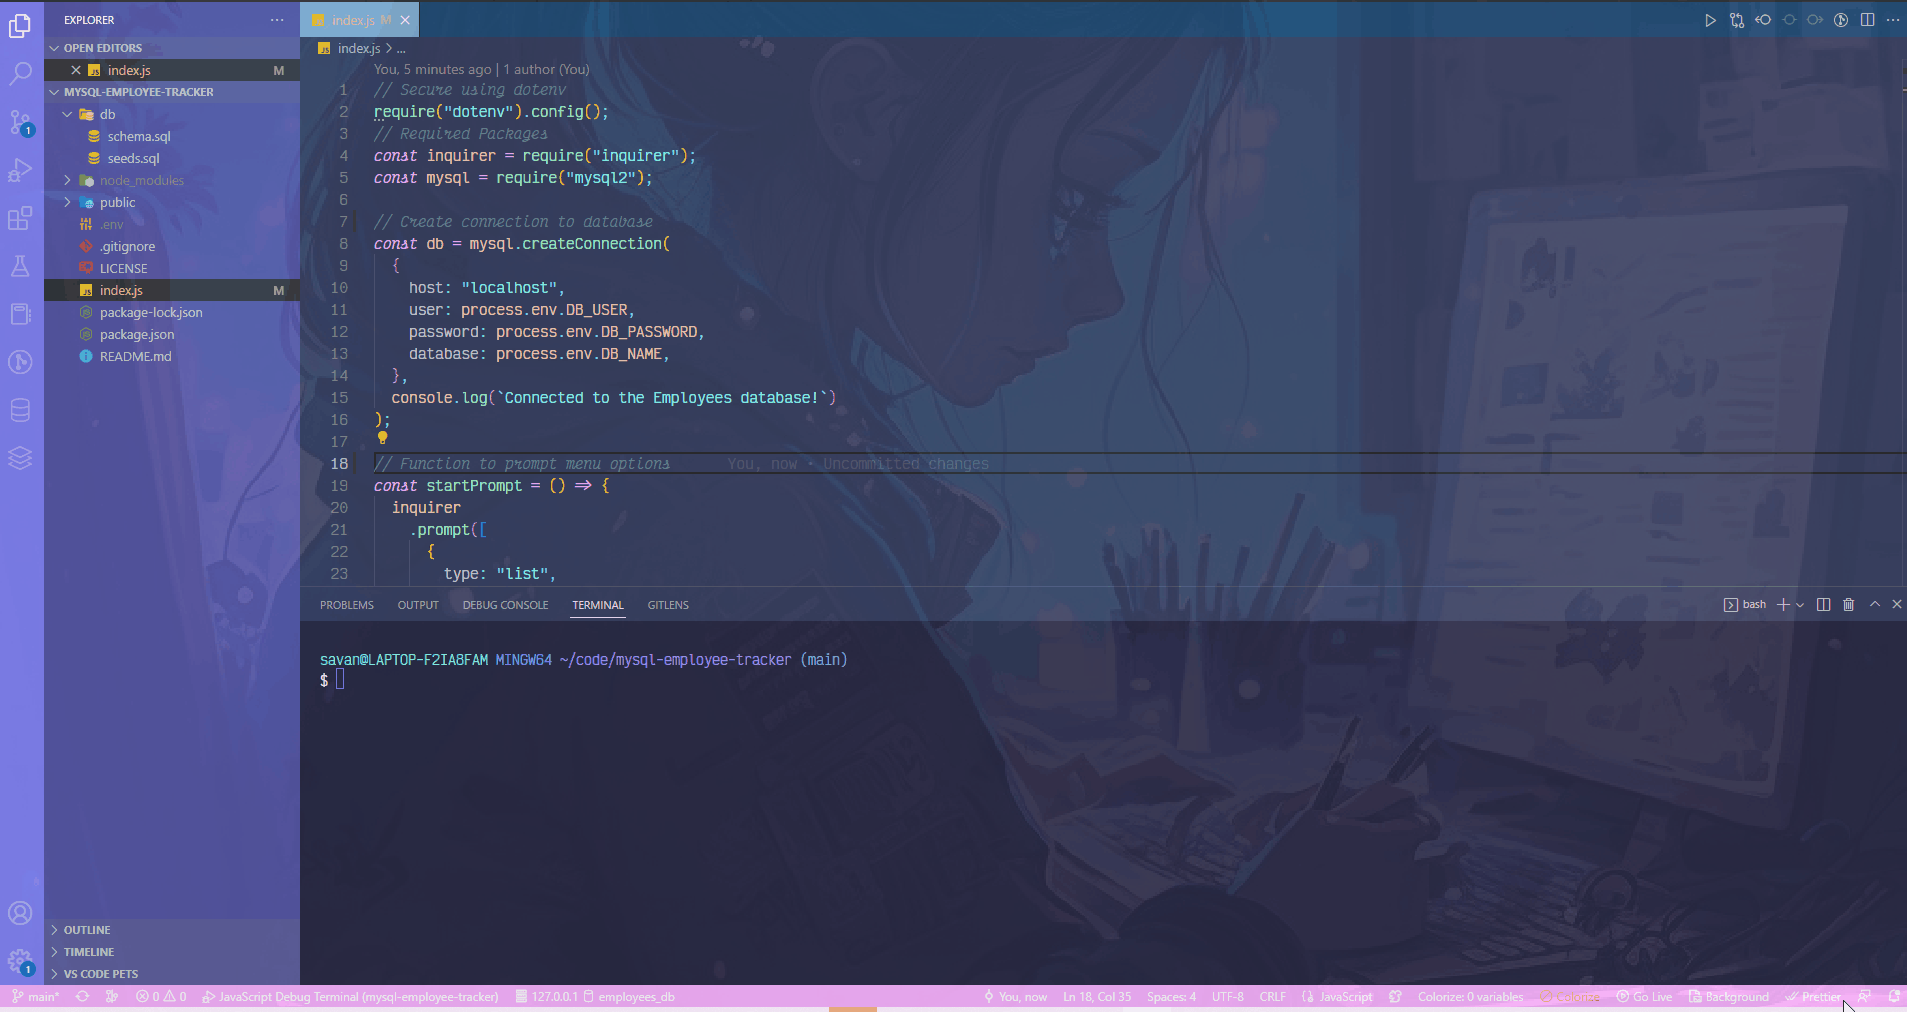 EXPLORER
OPEN EDITORS
index.js M
MYSQL-EMPLOYEE-TRACKER
db
schema.sql
seeds.sql
node_modules
public
.env
.gitignore
LICENSE
index.js M
package-lock.json
package.json
README.md
OUTLINE
TIMELINE
VS CODE PETS
1
1
index.js M
index.js > ...
You, 5 minutes ago | 1 author (You)
1 // Secure using dotenv
2 require("dotenv").config();
3 // Required Packages
4 const inquirer = require("inquirer");
5 const mysql = require("mysql2");
6
7 // Create connection to database
8 const db = mysql.createConnection(
9 {
10 host: "localhost",
11 user: process.env.DB_USER,
12 password: process.env.DB_PASSWORD,
13 database: process.env.DB_NAME,
14 },
15 console.log(`Connected to the Employees database!`)
16 );
17
18 // Function to prompt menu options You, now • Uncommitted changes
19 const startPrompt = () => {
20 inquirer
21 .prompt([
22 {
23 type: "list",
PROBLEMS OUTPUT DEBUG CONSOLE TERMINAL GITLENS bash
savan@LAPTOP-F2IA8FAM MINGW64 ~/code/mysql-employee-tracker (main)
$
main* 0 0 JavaScript Debug Terminal (mysql-employee-tracker) 127.0.0.1 employees_db You, now Ln 18, Col 35 Spaces: 4 UTF-8 CRLF JavaScript Colorize: 0 variables Colorize Go Live Background Prettier